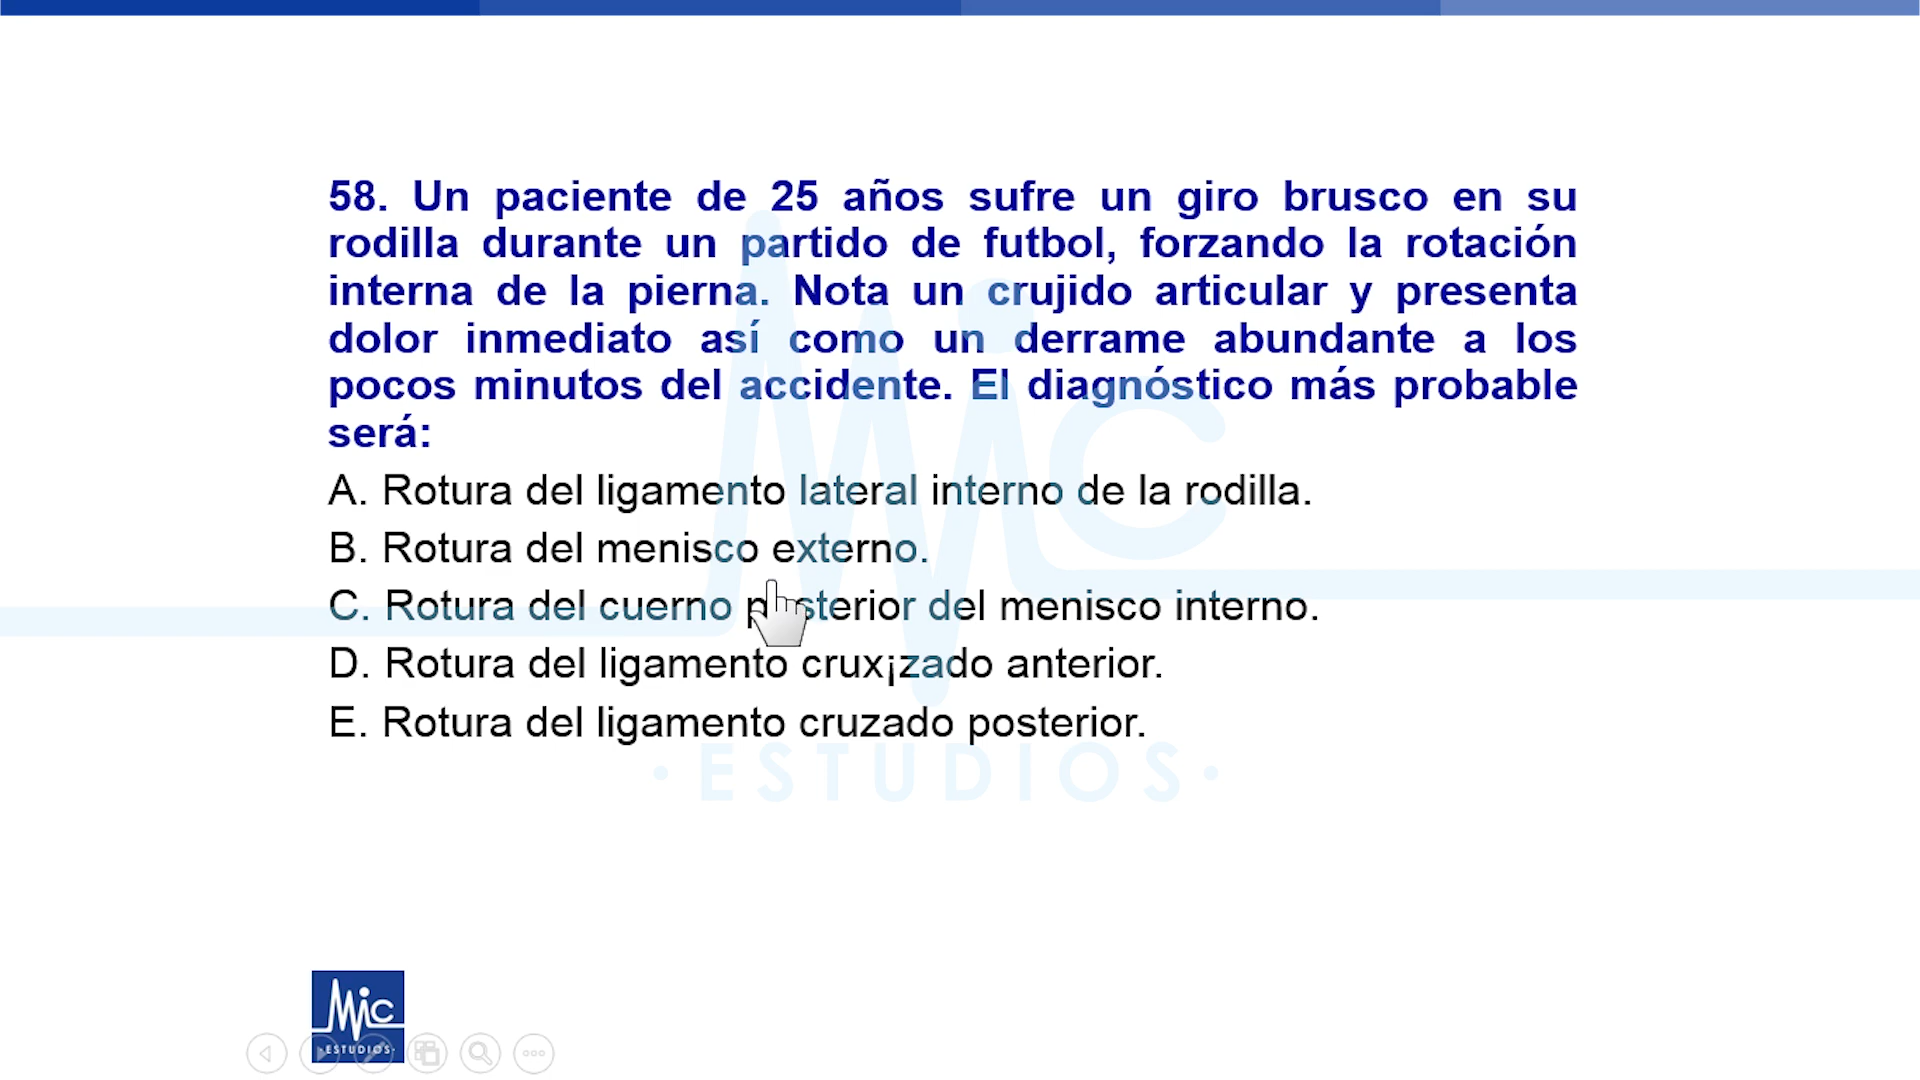 58. Un paciente de 25 años sufre un giro brusco en su
rodilla durante un partido de futbol, forzando la rotación
interna de la pierna. Nota un crujido articular y presenta
dolor inmediato así como un derrame abundante a los
pocos minutos del accidente. El diagnóstico más probable
será:
A. Rotura del ligamento lateral interno de la rodilla.
B. Rotura del menisco externo.
C. Rotura del cuerno posterior del menisco interno.
D. Rotura del ligamento crux¡zado anterior.
E. Rotura del ligamento cruzado posterior.
MIC
·ESTUDIOS·
MIC
·ESTUDIOS·